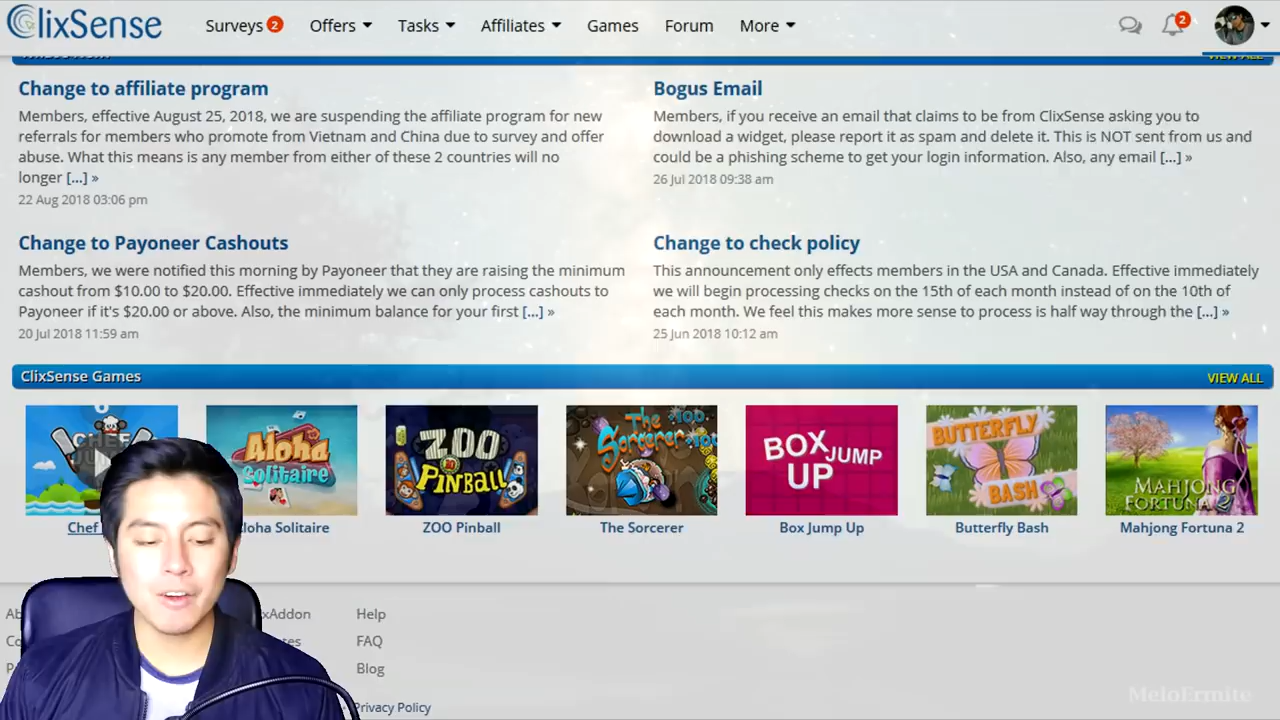 ClixSense
Surveys 2 Offers Tasks Affiliates Games Forum More 2
VIEW ALL
Change to affiliate program
Members, effective August 25, 2018, we are suspending the affiliate program for new
referrals for members who promote from Vietnam and China due to survey and offer
abuse. What this means is any member from either of these 2 countries will no
longer [...] »
22 Aug 2018 03:06 pm
Bogus Email
Members, if you receive an email that claims to be from ClixSense asking you to
download a widget, please report it as spam and delete it. This is NOT sent from us and
could be a phishing scheme to get your login information. Also, any email [...] »
26 Jul 2018 09:38 am
Change to Payoneer Cashouts
Members, we were notified this morning by Payoneer that they are raising the minimum
cashout from $10.00 to $20.00. Effective immediately we can only process cashouts to
Payoneer if it's $20.00 or above. Also, the minimum balance for your first [...] »
20 Jul 2018 11:59 am
Change to check policy
This announcement only effects members in the USA and Canada. Effective immediately
we will begin processing checks on the 15th of each month instead of on the 10th of
each month. We feel this makes more sense to process is half way through the [...] »
25 Jun 2018 10:12 am
ClixSense Games
VIEW ALL
CHEF
Aloha
Solitaire
ZOO
PINBALL
The
Sorcerer
+100
BOX JUMP
UP
BUTTERFLY
BASH
MAHJONG
FORTUNA 2
Chef
Solitaire
ZOO Pinball
The Sorcerer
Box Jump Up
Butterfly Bash
Mahjong Fortuna 2
Help
FAQ
Blog
Privacy Policy
MeloErmite